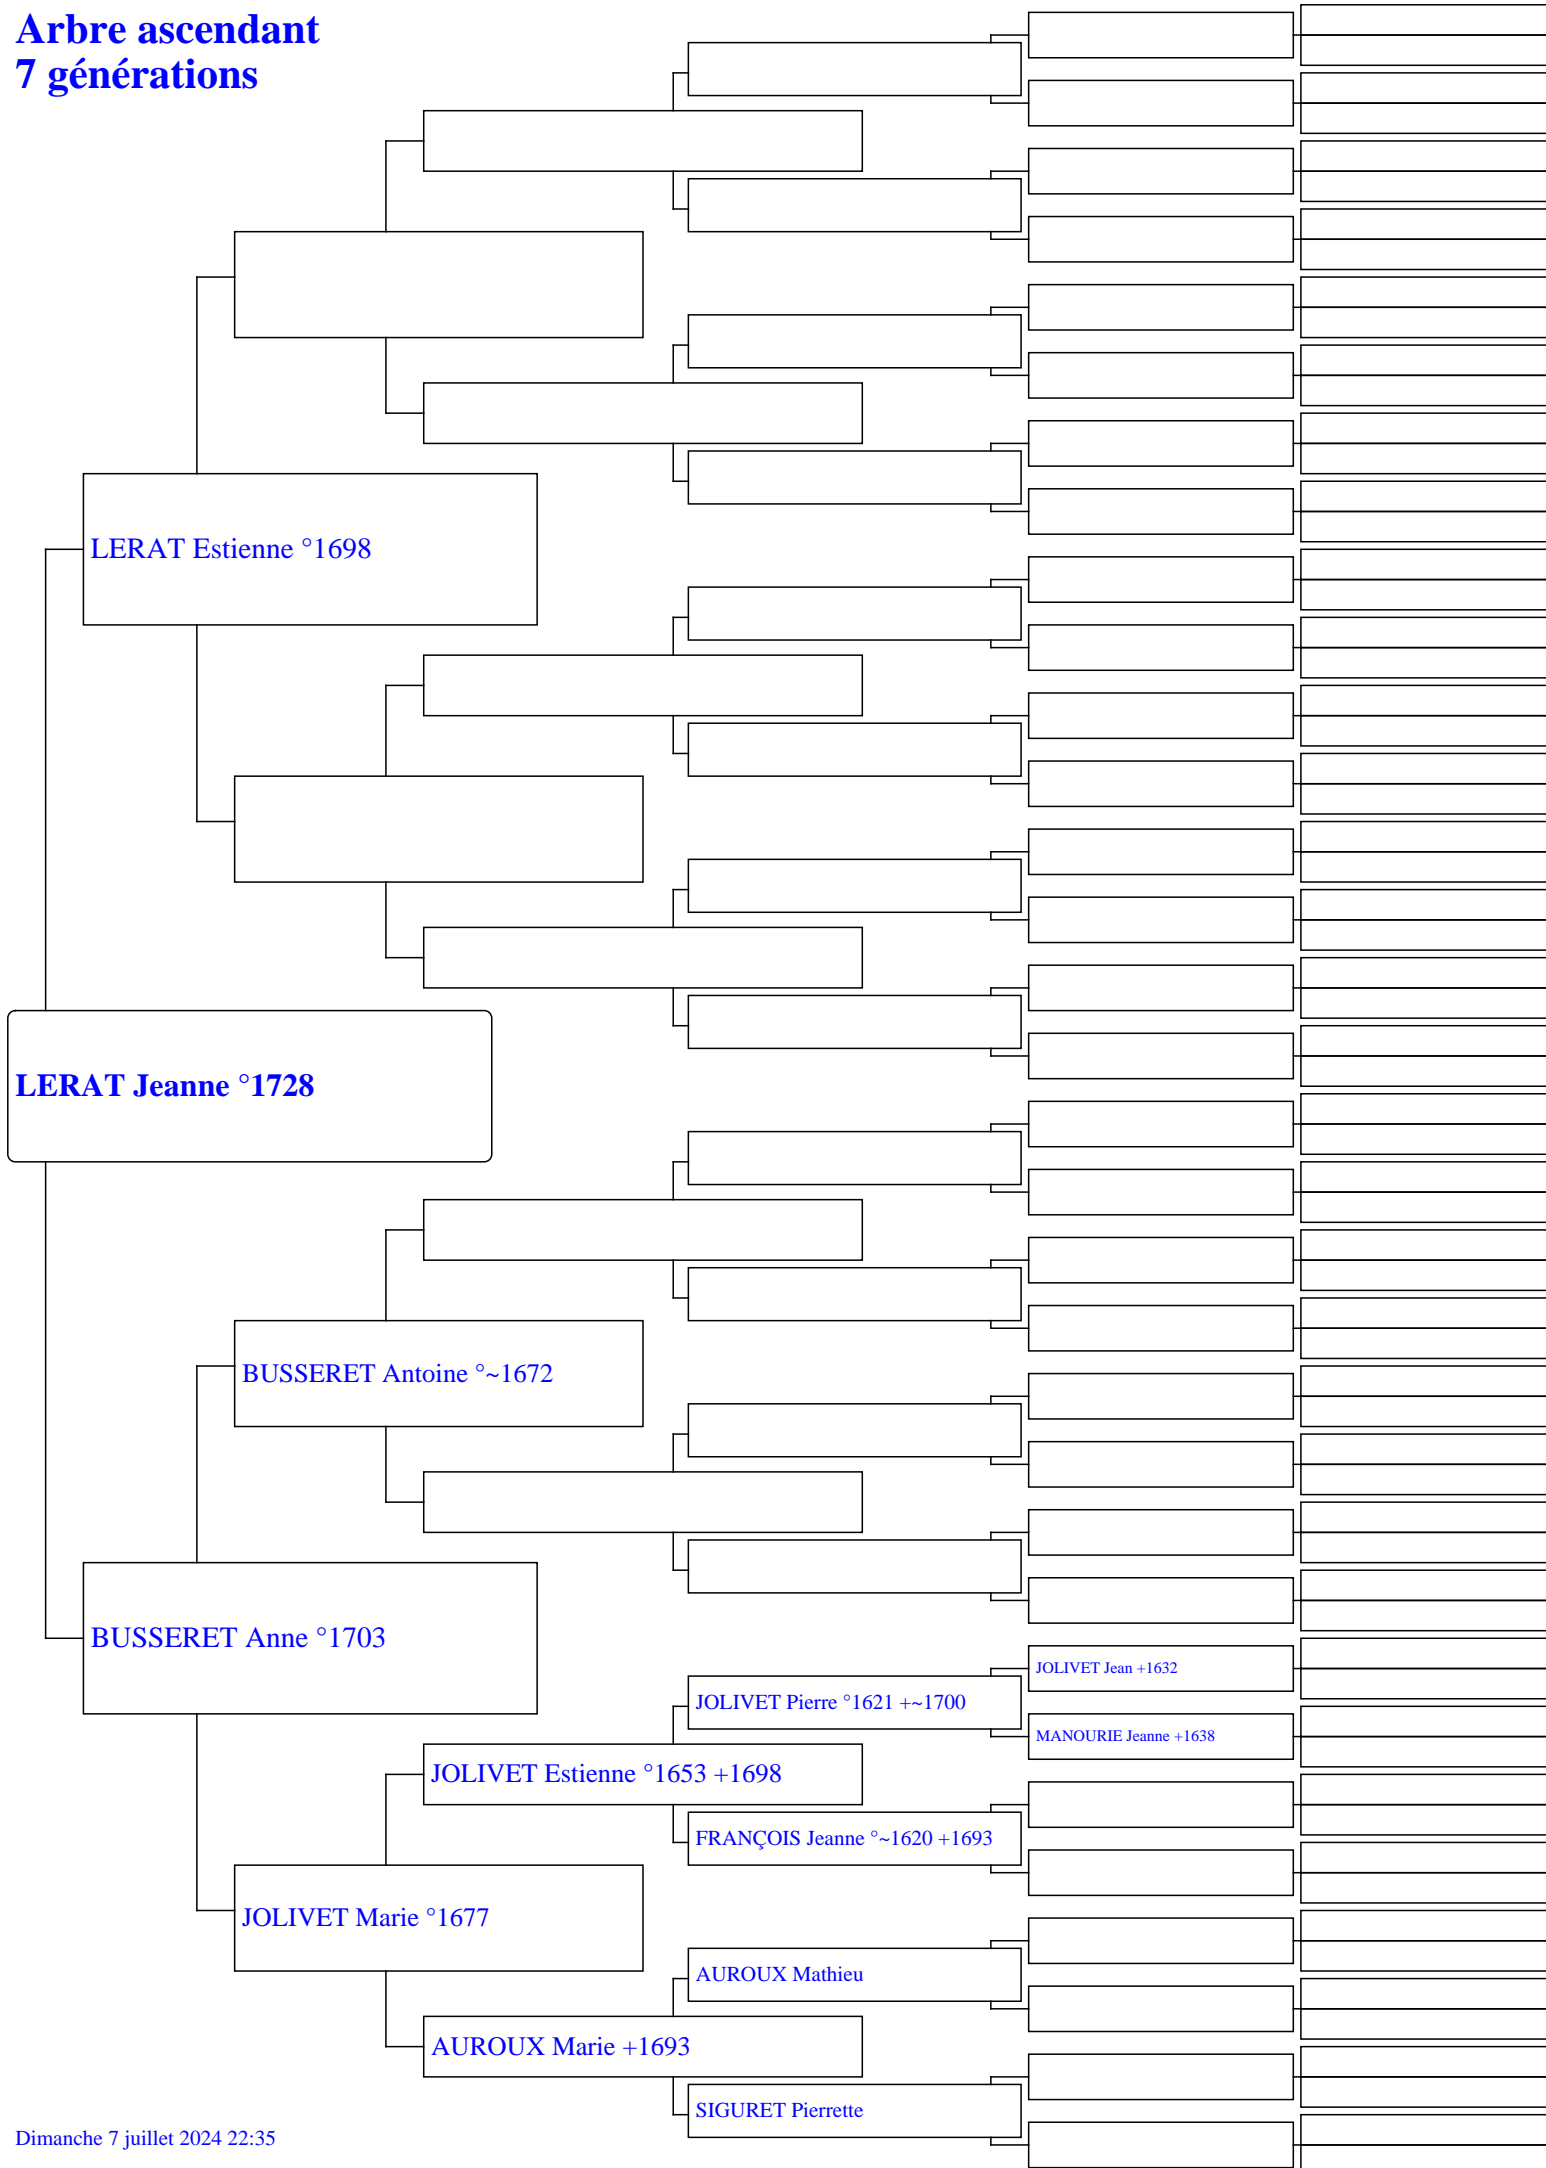 Arbre ascendant
7 générations
LERAT Estienne °1698
LERAT Jeanne °1728
BUSSERET Antoine °~1672
BUSSERET Anne °1703
JOLIVET Jean +1632
JOLIVET Pierre °1621 +~1700
MANOURIE Jeanne +1638
JOLIVET Estienne °1653 +1698
FRANÇOIS Jeanne °~1620 +1693
JOLIVET Marie °1677
AUROUX Mathieu
AUROUX Marie +1693
SIGURET Pierrette
Dimanche 7 juillet 2024 22:35